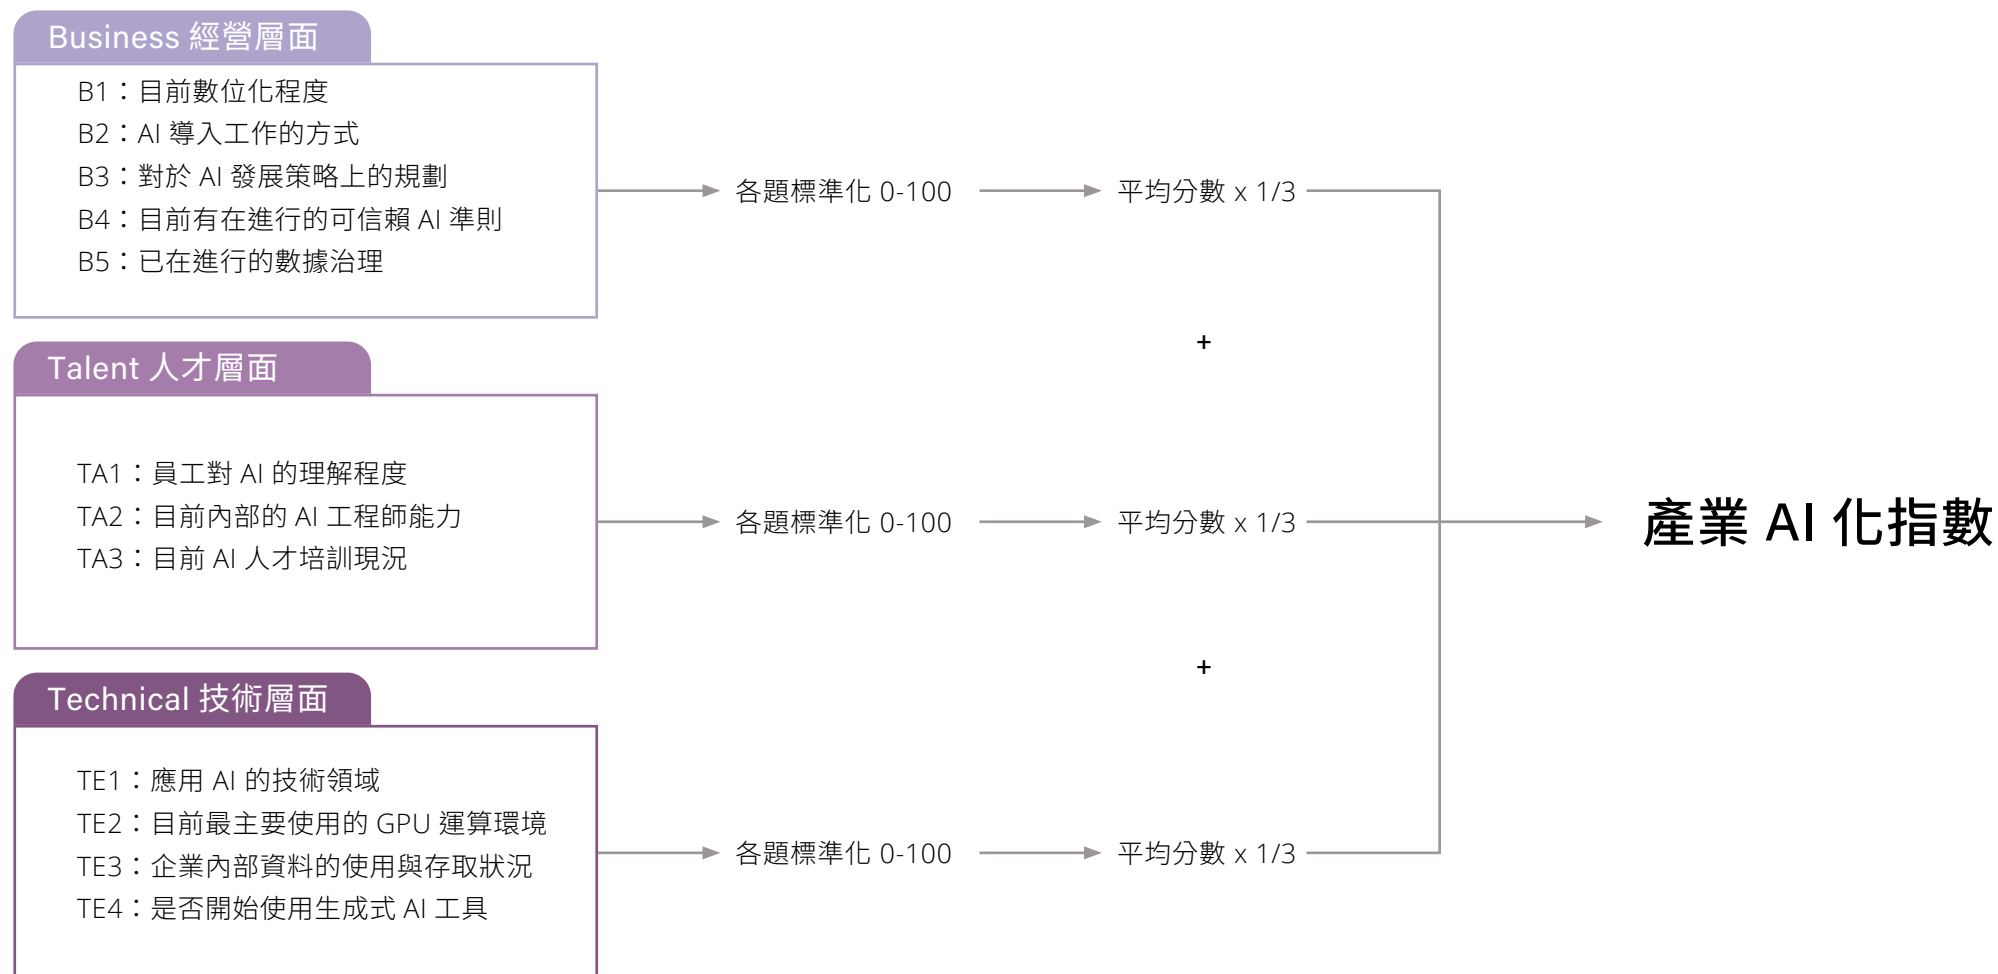 Business 經營層面
B1：目前數位化程度
B2：AI 導入工作的方式
B3：對於 AI 發展策略上的規劃
B4：目前有在進行的可信賴 AI 準則
B5：已在進行的數據治理
各題標準化 0-100
平均分數 x 1/3
+
Talent 人才層面
TA1：員工對 AI 的理解程度
TA2：目前內部的 AI 工程師能力
TA3：目前 AI 人才培訓現況
各題標準化 0-100
平均分數 x 1/3
產業 AI 化指數
+
Technical 技術層面
TE1：應用 AI 的技術領域
TE2：目前最主要使用的 GPU 運算環境
TE3：企業內部資料的使用與存取狀況
TE4：是否開始使用生成式 AI 工具
各題標準化 0-100
平均分數 x 1/3